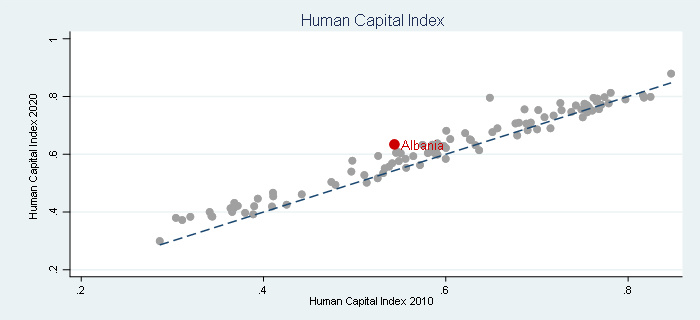 Human Capital Index
Human Capital Index 2020
1
.8
.6
.4
.2
Albania
.2
.4
.6
.8
Human Capital Index 2010